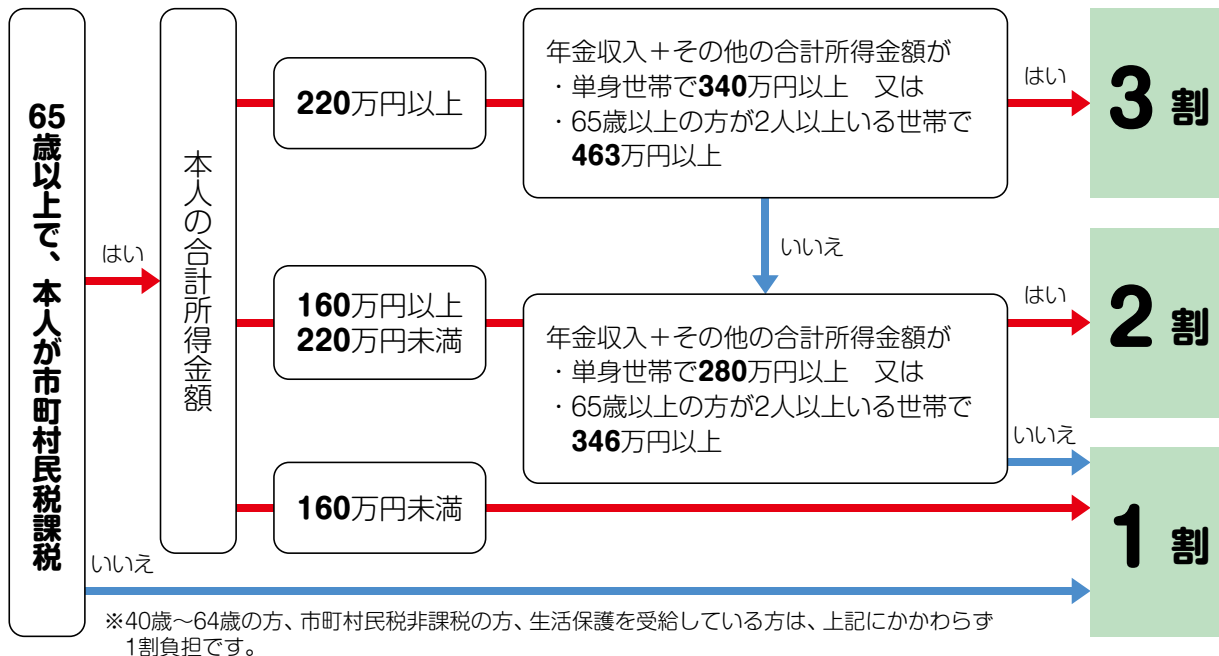 65歳以上で、本人が市町村民税課税
はい
いいえ
本人の合計所得金額
220万円以上
年金収入＋その他の合計所得金額が
・単身世帯で340万円以上　又は
・65歳以上の方が2人以上いる世帯で
463万円以上
はい
3割
いいえ
160万円以上
220万円未満
年金収入＋その他の合計所得金額が
・単身世帯で280万円以上　又は
・65歳以上の方が2人以上いる世帯で
346万円以上
はい
2割
いいえ
160万円未満
1割
※40歳～64歳の方、市町村民税非課税の方、生活保護を受給している方は、上記にかかわらず
1割負担です。